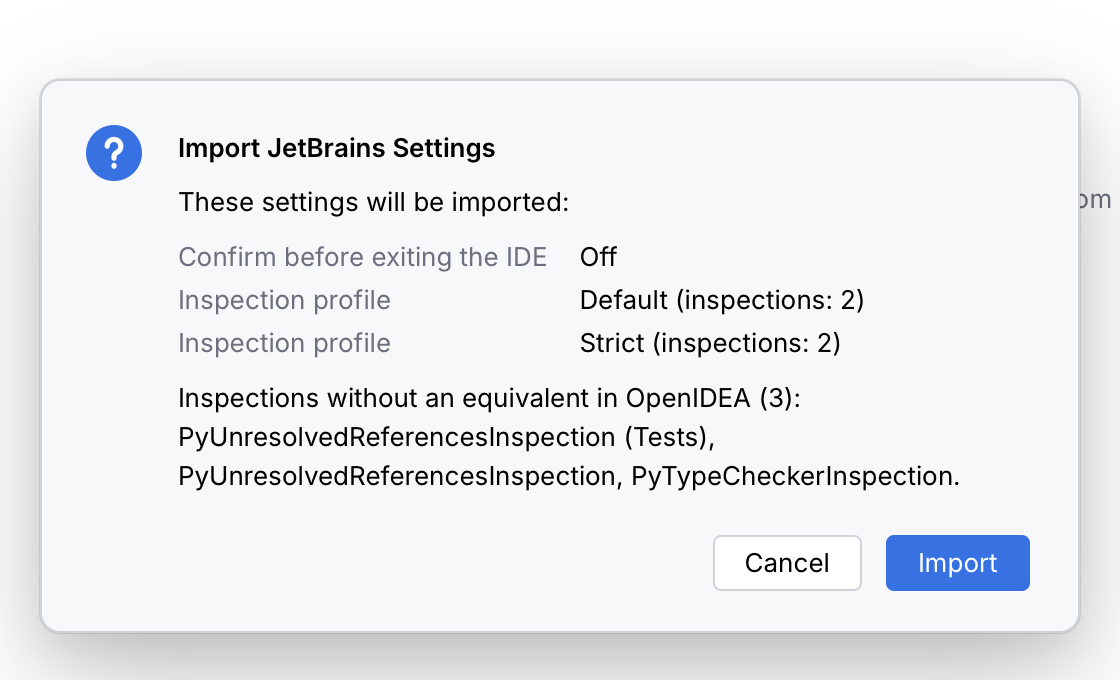 Import JetBrains Settings
These settings will be imported:
om
Confirm before exiting the IDE Off
Inspection profile Default (inspections: 2)
Inspection profile Strict (inspections: 2)
Inspections without an equivalent in OpenIDEA (3):
PyUnresolvedReferencesInspection (Tests),
PyUnresolvedReferencesInspection, PyTypeCheckerInspection.
Cancel Import